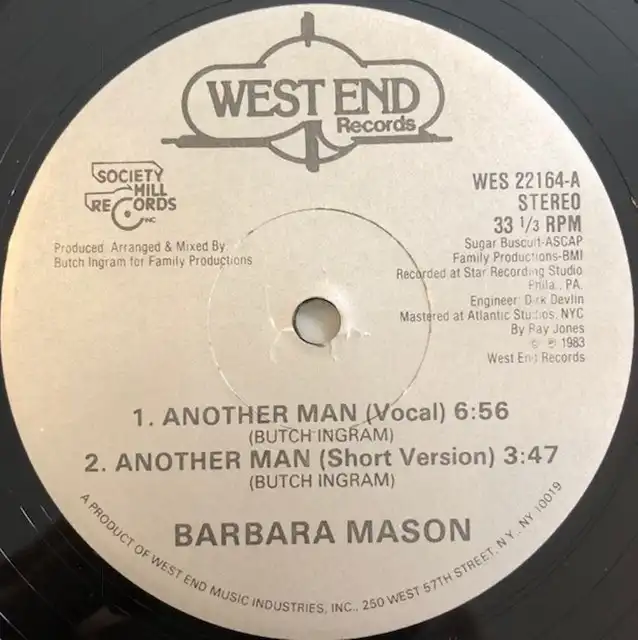 WEST END
Records
SOCIETY
HILL
RECORDS
INC
Produced, Arranged & Mixed By
Butch Ingram for Family Productions
WES 22164-A
STEREO
33 1/3 RPM
Sugar Buscuit-ASCAP
Family Productions-BMI
Recorded at Star Recording Studio
Phila., PA.
Engineer: Dirk Devlin
Mastered at Atlantic Studios, NYC
By Ray Jones
© ℗ 1983
West End Records
1. ANOTHER MAN (Vocal) 6:56
(BUTCH INGRAM)
2. ANOTHER MAN (Short Version) 3:47
(BUTCH INGRAM)
BARBARA MASON
A PRODUCT OF WEST END MUSIC INDUSTRIES, INC., 250 WEST 57TH STREET, N.Y., NY 10019